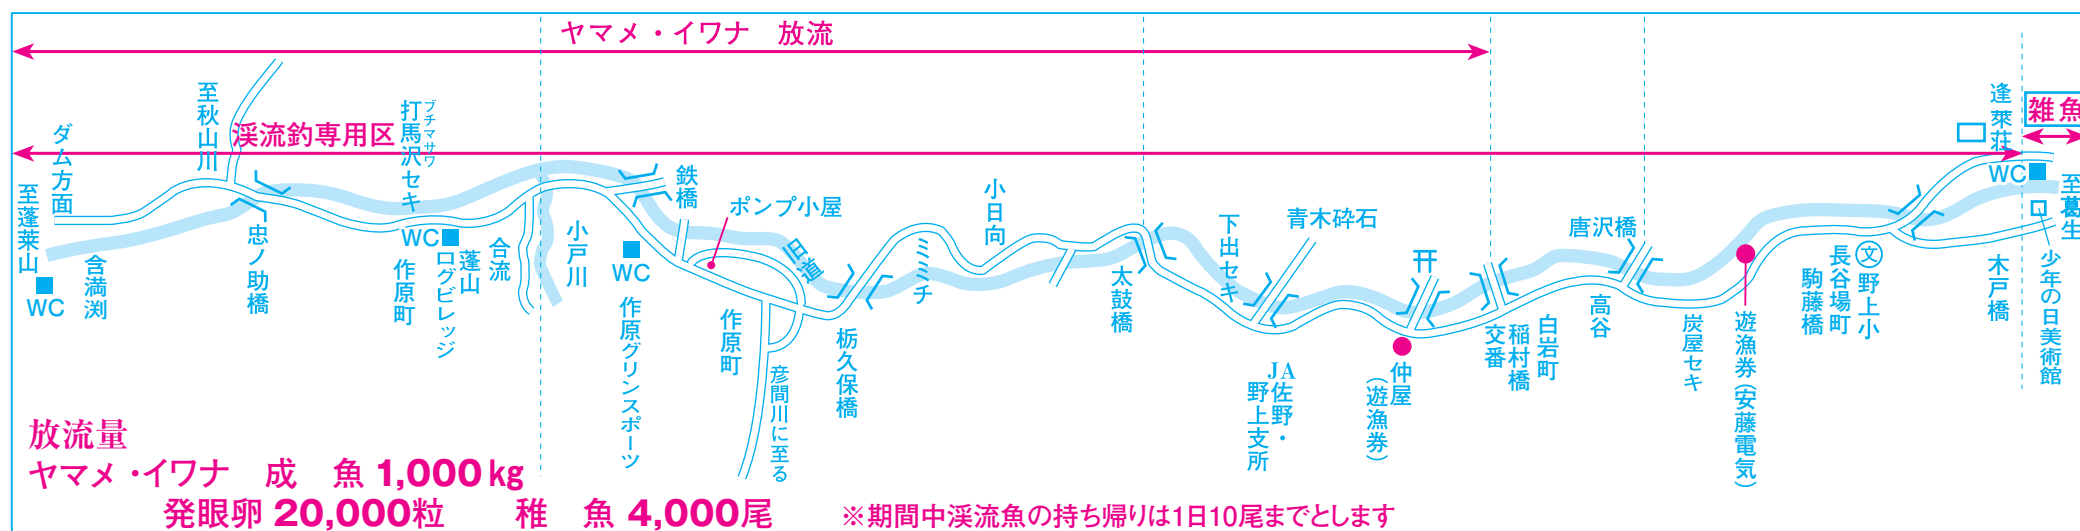 ヤマメ・イワナ　放流
渓流釣専用区
雑魚
至蓬莱山
ダム方面
WC
含満渕
至秋山川
忠ノ助橋
打馬沢セキ
ブチマサワ
WC
作原町
蓬山
ログビレッジ
合流
小戸川
WC
作原グリンスポーツ
鉄橋
ポンプ小屋
作原町
旧道
彦間川に至る
栃久保橋
ミミミチ
小日向
太鼓橋
下出セキ
青木砕石
JA佐野・
野上支所
仲屋
(遊漁券)
交番
稲村橋
白岩町
唐沢橋
高谷
炭屋セキ
遊漁券(安藤電気)
駒藤橋
長谷場町
文
野上小
逢莱荘
WC
木戸橋
至葛生
少年の日美術館
放流量
ヤマメ・イワナ　成　魚 1,000kg
発眼卵 20,000粒　稚　魚 4,000尾
※期間中渓流魚の持ち帰りは1日10尾までとします